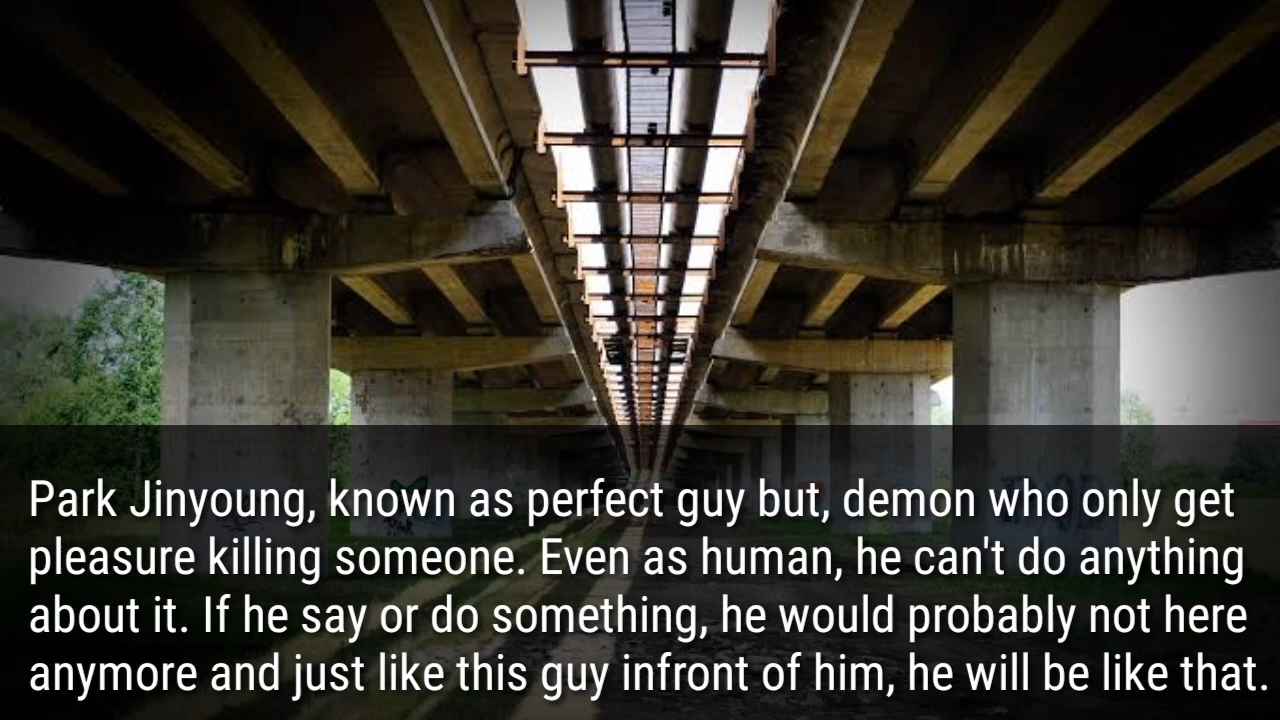 Park Jinyoung, known as perfect guy but, demon who only get
pleasure killing someone. Even as human, he can't do anything
about it. If he say or do something, he would probably not here
anymore and just like this guy infront of him, he will be like that.